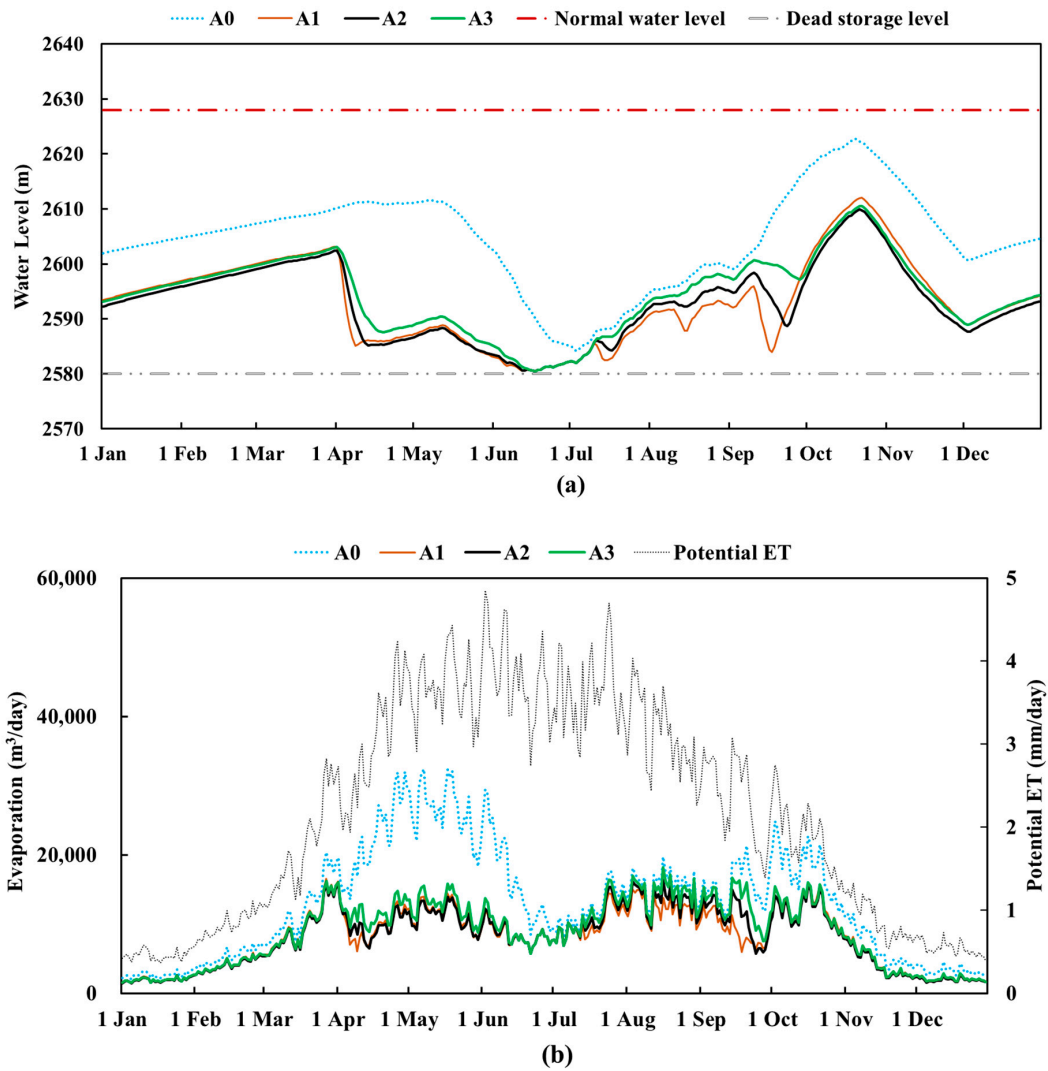 A0 A1 A2 A3 Normal water level Dead storage level
2640
2630
2620
2610
2600
2590
2580
2570
Water Level (m)
1 Jan 1 Feb 1 Mar 1 Apr 1 May 1 Jun 1 Jul 1 Aug 1 Sep 1 Oct 1 Nov 1 Dec
(a)
A0 A1 A2 A3 Potential ET
60,000 5
4
40,000
3
2
20,000
1
0 0
Evaporation (m³/day)
Potential ET (mm/day)
1 Jan 1 Feb 1 Mar 1 Apr 1 May 1 Jun 1 Jul 1 Aug 1 Sep 1 Oct 1 Nov 1 Dec
(b)